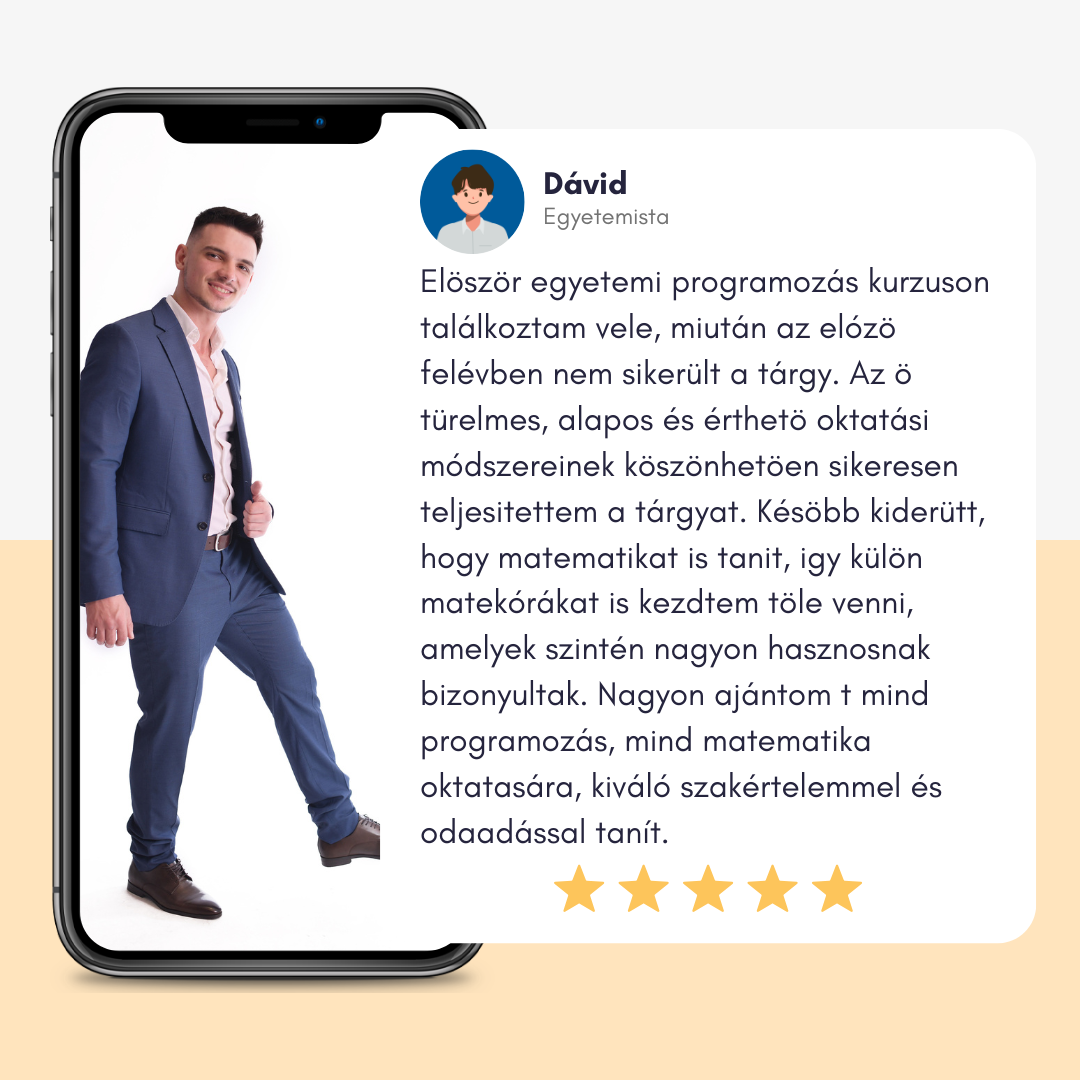 Dávid
Egyetemista
Elöször egyetemi programozás kurzuson
találkoztam vele, miután az elózö
felévben nem sikerült a tárgy. Az ö
türelmes, alapos és érthetö oktatási
módszereinek köszönhetöen sikeresen
teljesitettem a tárgyat. Késöbb kiderütt,
hogy matematikat is tanit, igy külön
matekórákat is kezdtem töle venni,
amelyek szintén nagyon hasznosnak
bizonyultak. Nagyon ajántom t mind
programozás, mind matematika
oktatasára, kiváló szakértelemmel és
odaadással tanít.